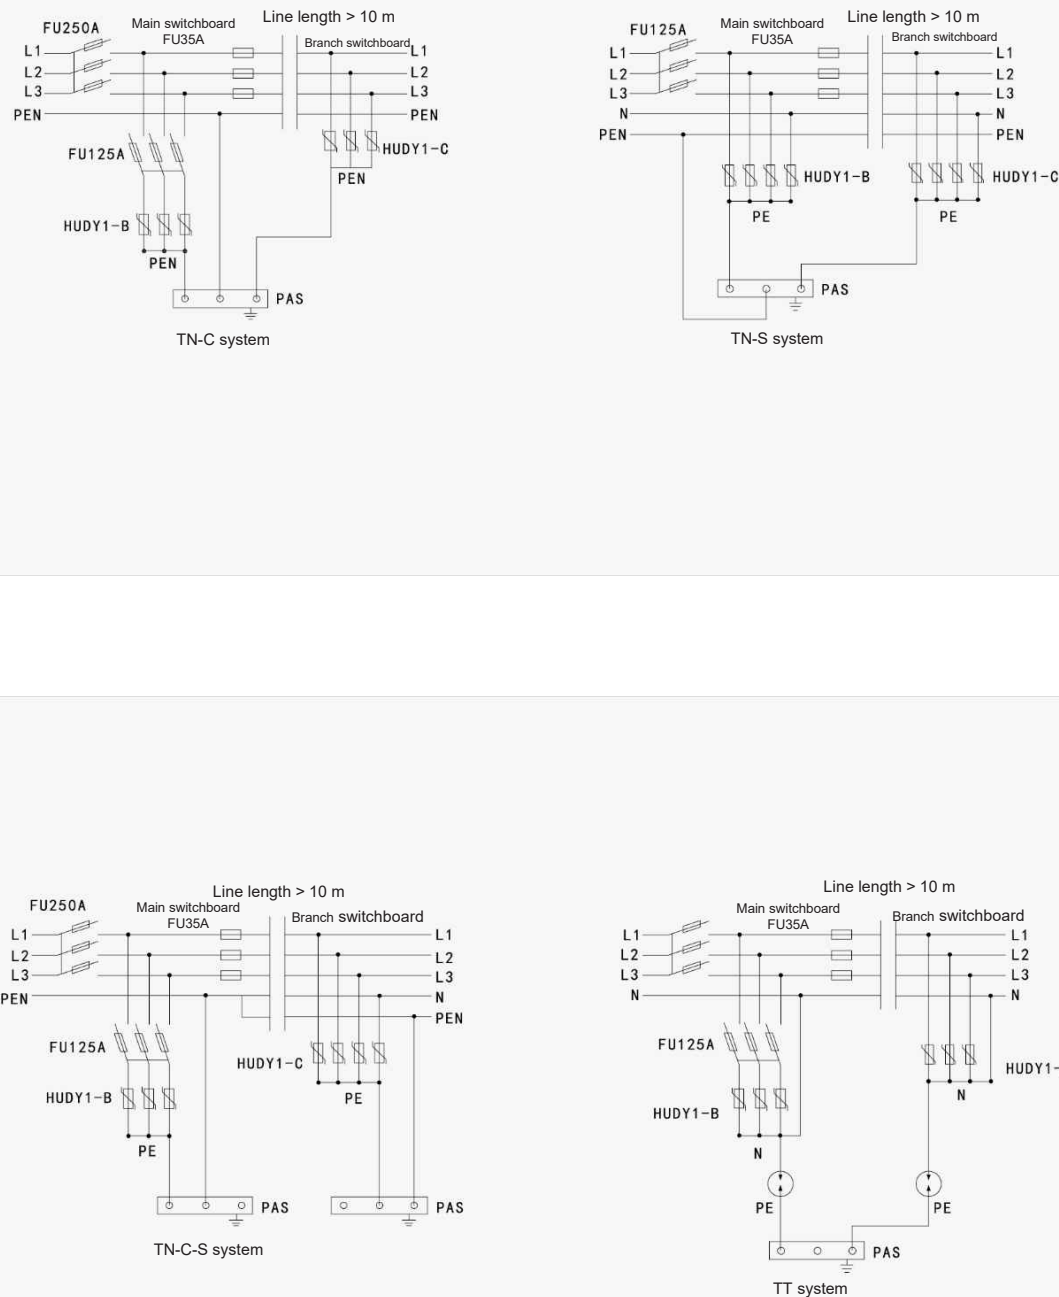 Line length > 10 m
FU250A
Main switchboard
FU35A
Branch switchboard
L1
L1
L2
L2
L3
L3
PEN
PEN
FU125A
HUDY1-C
PEN
HUDY1-B
PEN
PAS
TN-C system
Line length > 10 m
FU125A
Main switchboard
FU35A
Branch switchboard
L1
L1
L2
L2
L3
L3
N
N
PEN
PEN
HUDY1-B
HUDY1-C
PE
PE
PAS
TN-S system
Line length > 10 m
FU250A
Main switchboard
FU35A
Branch switchboard
L1
L1
L2
L2
L3
L3
PEN
N
PEN
FU125A
HUDY1-C
HUDY1-B
PE
PE
PAS
PAS
TN-C-S system
Line length > 10 m
Main switchboard
FU35A
Branch switchboard
L1
L1
L2
L2
L3
L3
N
N
FU125A
HUDY1-
N
HUDY1-B
N
PE
PE
PAS
TT system